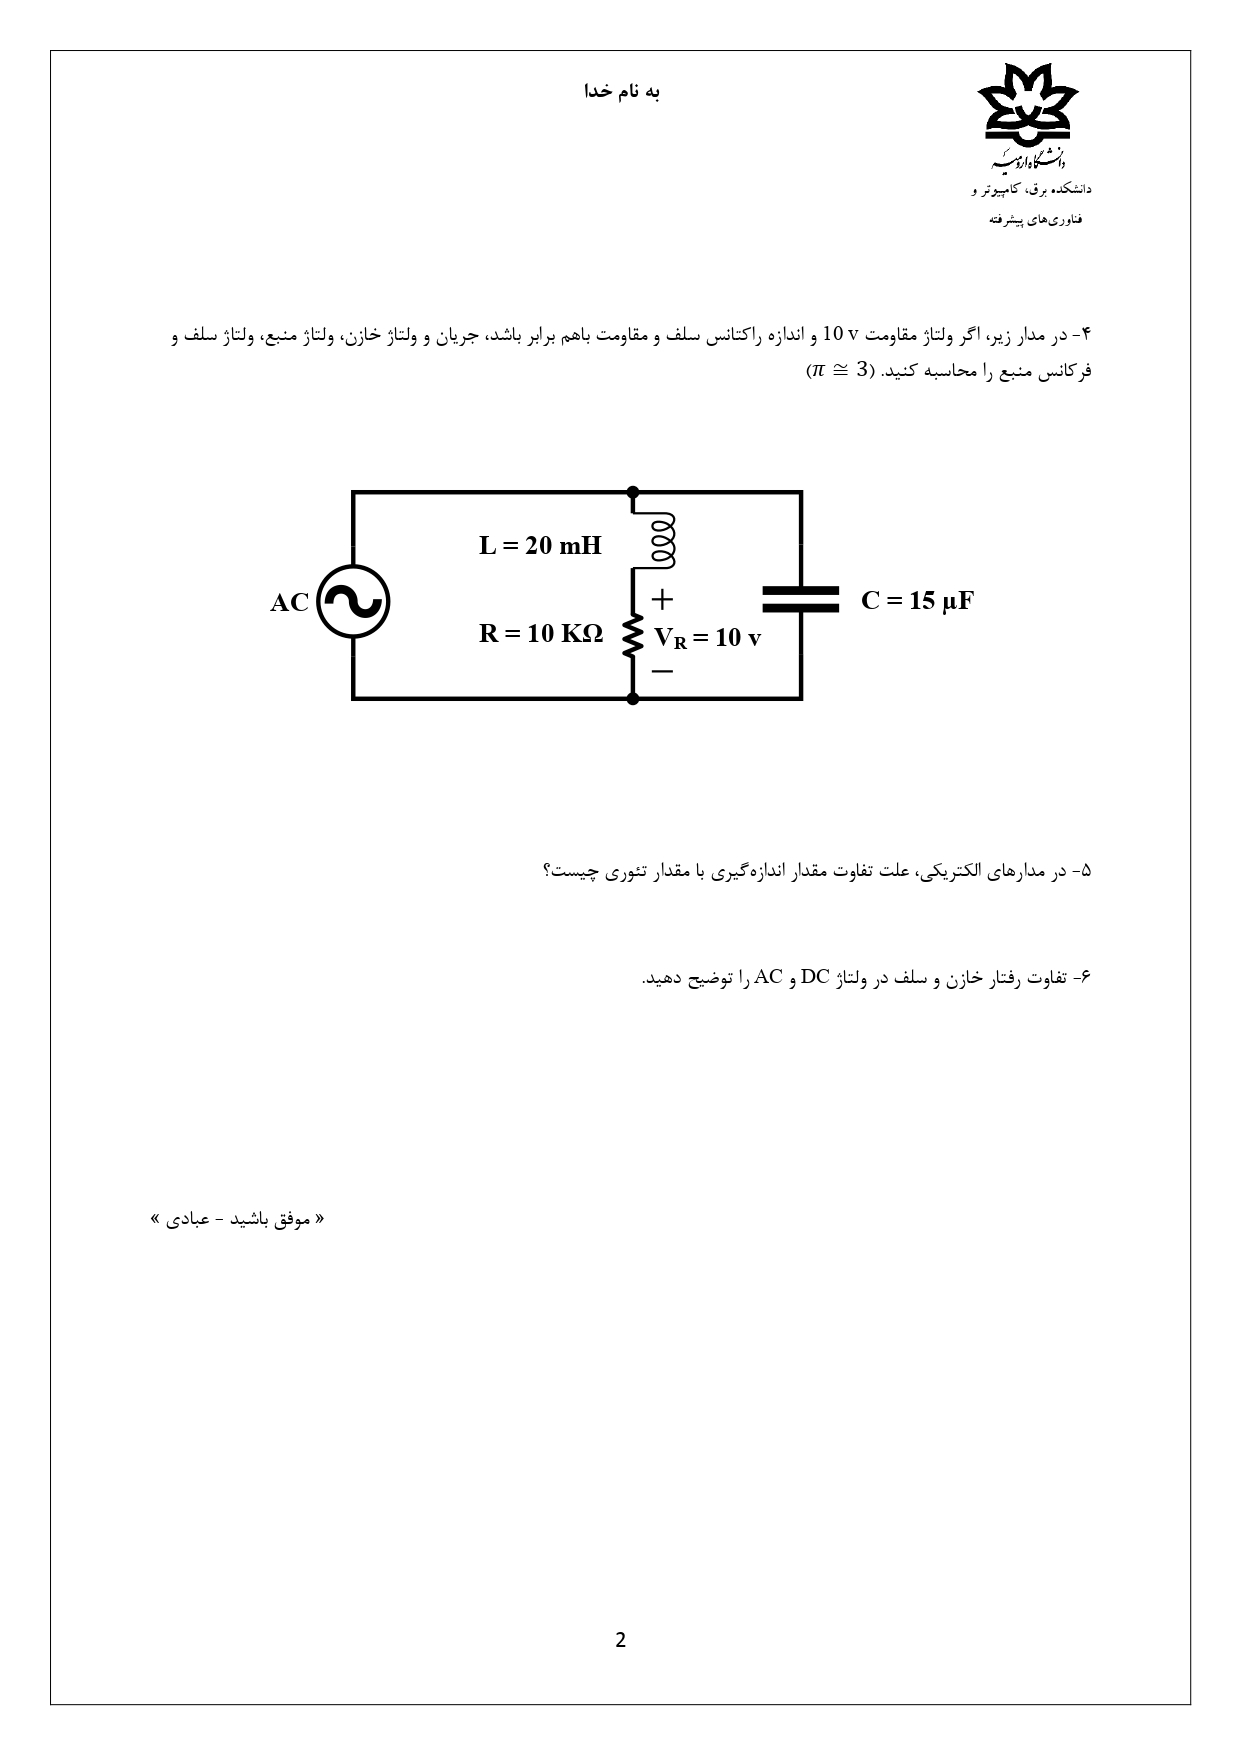 به نام خدا
دانشگاه ارومیه
دانشکده برق، کامپیوتر و
فناوری‌های پیشرفته
۴- در مدار زیر، اگر ولتاژ مقاومت 10 v و اندازه راکتانس سلف و مقاومت باهم برابر باشد، جریان و ولتاژ خازن، ولتاژ منبع، ولتاژ سلف و
فرکانس منبع را محاسبه کنید. (π ≅ 3)
L = 20 mH
AC
R = 10 KΩ
+
V_R = 10 v
−
C = 15 µF
۵- در مدارهای الکتریکی، علت تفاوت مقدار اندازه‌گیری با مقدار تئوری چیست؟
۶- تفاوت رفتار خازن و سلف در ولتاژ DC و AC را توضیح دهید.
« موفق باشید - عبادی »
2